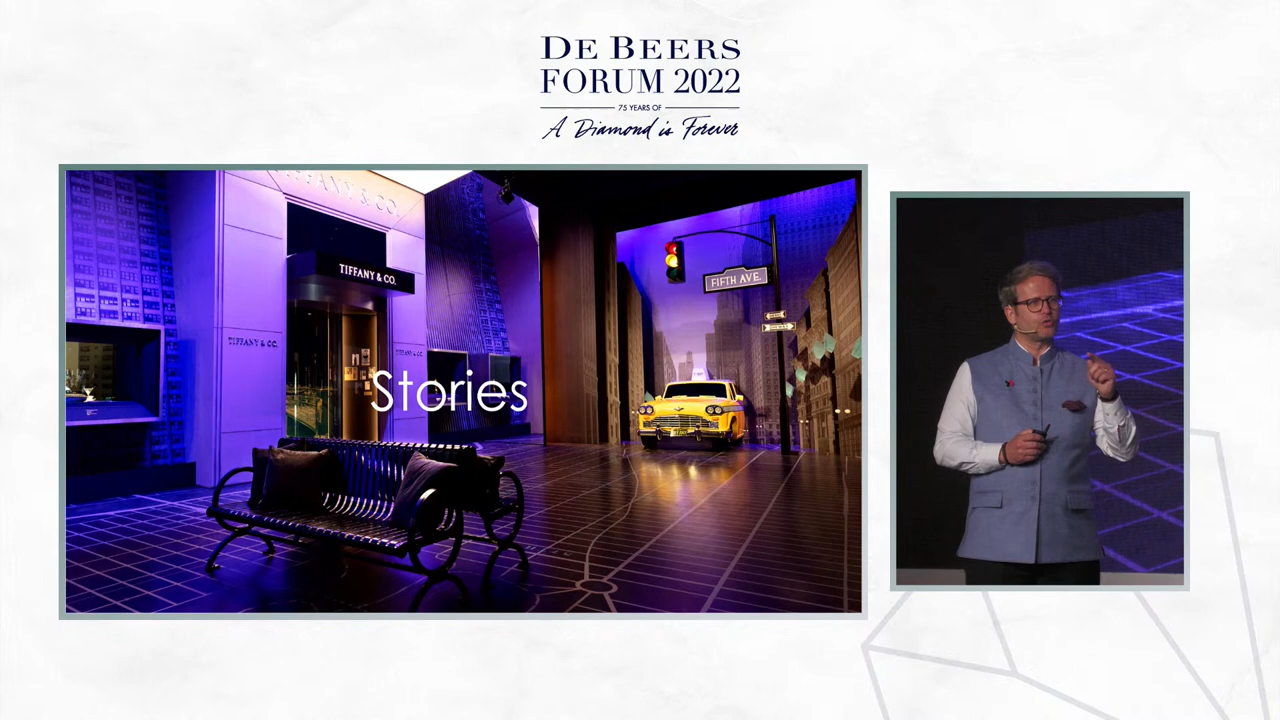 DE BEERS
FORUM 2022
75 YEARS OF
A Diamond is Forever
TIFFANY & CO.
TIFFANY & CO.
FIFTH AVE.
TIFFANY & CO.
TIFFANY & CO.
Stories